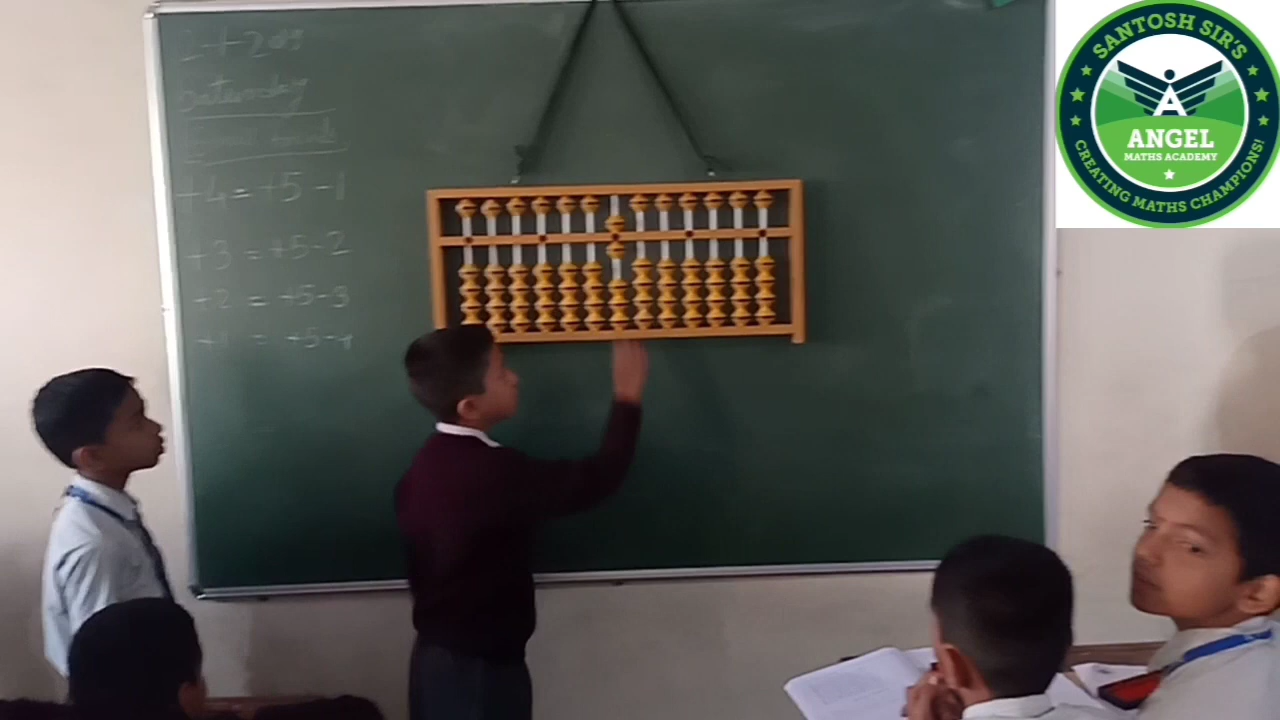 Saturday
+4 = +5 - 1
+3 = +5 - 2
+2 = +5 - 3
+1 = +5 - 4
SANTOSH SIR'S
A
ANGEL
MATHS ACADEMY
CREATING MATHS CHAMPIONS!